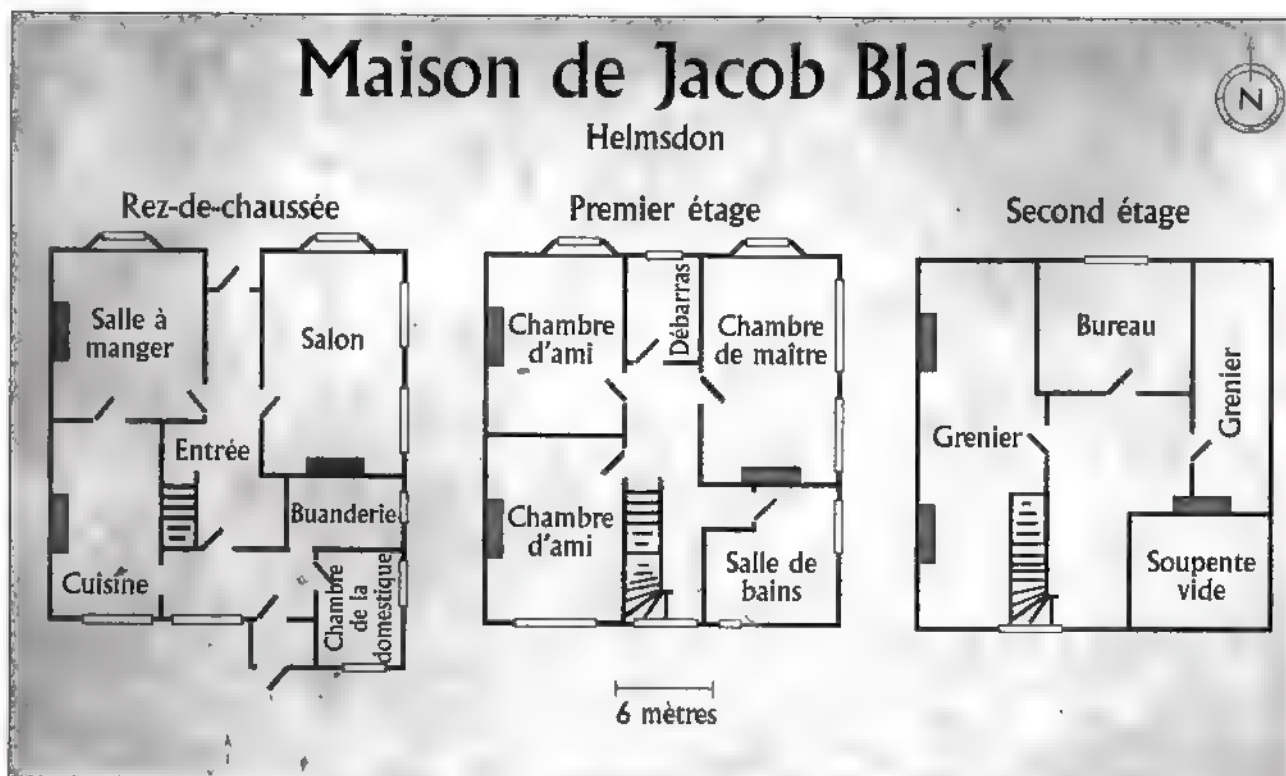 Maison de Jacob Black
N
Helmsdon
Rez-de-chaussée
Salle à
manger
Salon
Entrée
Buanderie
Cuisine
Chambre
de la
domestique
Premier étage
Chambre
d'ami
Débarras
Chambre
de maître
Chambre
d'ami
Salle de
bains
Second étage
Bureau
Grenier
Grenier
Soupente
vide
6 mètres